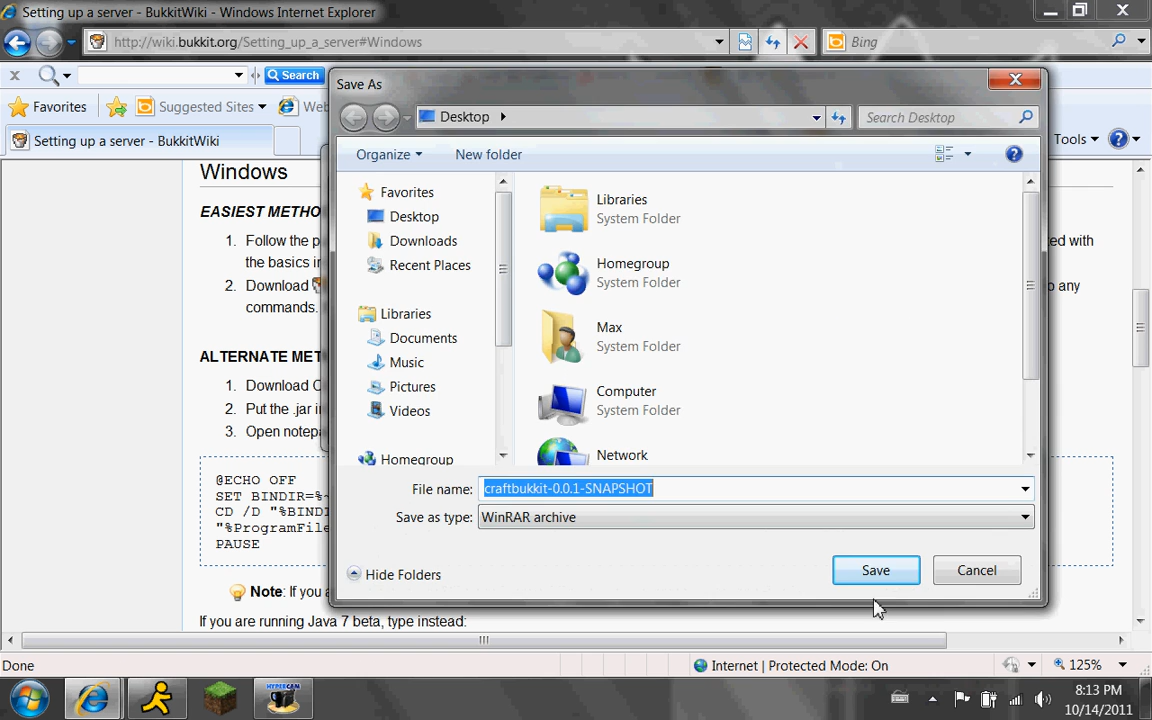 Setting up a server - BukkitWiki - Windows Internet Explorer
http://wiki.bukkit.org/Setting_up_a_server#Windows
Bing
x
Search
Favorites
Suggested Sites
Web
Setting up a server - BukkitWiki
Tools
Save As
Desktop
Search Desktop
Organize
New folder
Favorites
Desktop
Downloads
Recent Places
Libraries
Documents
Music
Pictures
Videos
Homegroup
Libraries
System Folder
Homegroup
System Folder
Max
System Folder
Computer
System Folder
Network
File name: craftbukkit-0.0.1-SNAPSHOT
Save as type: WinRAR archive
Hide Folders
Save
Cancel
Windows
EASIEST METHO
1. Follow the p
ed with
the basics i
2. Download
o any
commands.
ALTERNATE MET
1. Download C
2. Put the .jar i
3. Open notep
@ECHO OFF
SET BINDIR=%~
CD /D "%BIND
"%ProgramFile
PAUSE
Note: If you a
If you are running Java 7 beta, type instead:
Done
Internet | Protected Mode: On
125%
HYPERCAM
8:13 PM
10/14/2011